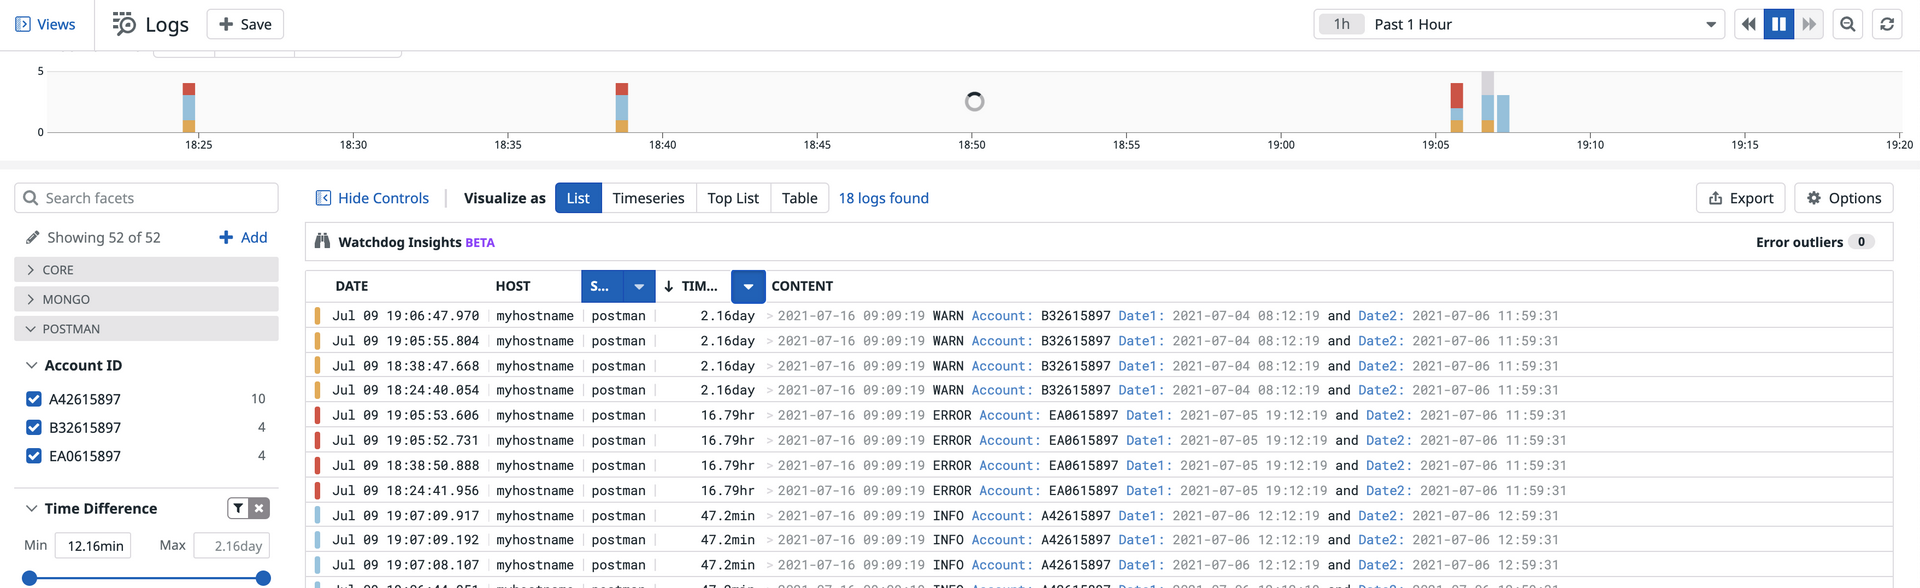 Views Logs + Save 1h Past 1 Hour
5
0
18:25 18:30 18:35 18:40 18:45 18:50 18:55 19:00 19:05 19:10 19:15 19:20
Search facets
Hide Controls Visualize as List Timeseries Top List Table 18 logs found Export Options
Showing 52 of 52 + Add
Watchdog Insights BETA Error outliers 0
CORE
MONGO
POSTMAN
Account ID
A42615897 10
B32615897 4
EA0615897 4
Time Difference
Min 12.16min Max 2.16day
DATE HOST S... ↓ TIM... CONTENT
Jul 09 19:06:47.970 myhostname postman 2.16day > 2021-07-16 09:09:19 WARN Account: B32615897 Date1: 2021-07-04 08:12:19 and Date2: 2021-07-06 11:59:31
Jul 09 19:05:55.804 myhostname postman 2.16day > 2021-07-16 09:09:19 WARN Account: B32615897 Date1: 2021-07-04 08:12:19 and Date2: 2021-07-06 11:59:31
Jul 09 18:38:47.668 myhostname postman 2.16day > 2021-07-16 09:09:19 WARN Account: B32615897 Date1: 2021-07-04 08:12:19 and Date2: 2021-07-06 11:59:31
Jul 09 18:24:40.054 myhostname postman 2.16day > 2021-07-16 09:09:19 WARN Account: B32615897 Date1: 2021-07-04 08:12:19 and Date2: 2021-07-06 11:59:31
Jul 09 19:05:53.606 myhostname postman 16.79hr > 2021-07-16 09:09:19 ERROR Account: EA0615897 Date1: 2021-07-05 19:12:19 and Date2: 2021-07-06 11:59:31
Jul 09 19:05:52.731 myhostname postman 16.79hr > 2021-07-16 09:09:19 ERROR Account: EA0615897 Date1: 2021-07-05 19:12:19 and Date2: 2021-07-06 11:59:31
Jul 09 18:38:50.888 myhostname postman 16.79hr > 2021-07-16 09:09:19 ERROR Account: EA0615897 Date1: 2021-07-05 19:12:19 and Date2: 2021-07-06 11:59:31
Jul 09 18:24:41.956 myhostname postman 16.79hr > 2021-07-16 09:09:19 ERROR Account: EA0615897 Date1: 2021-07-05 19:12:19 and Date2: 2021-07-06 11:59:31
Jul 09 19:07:09.917 myhostname postman 47.2min > 2021-07-16 09:09:19 INFO Account: A42615897 Date1: 2021-07-06 12:12:19 and Date2: 2021-07-06 12:59:31
Jul 09 19:07:09.192 myhostname postman 47.2min > 2021-07-16 09:09:19 INFO Account: A42615897 Date1: 2021-07-06 12:12:19 and Date2: 2021-07-06 12:59:31
Jul 09 19:07:08.107 myhostname postman 47.2min > 2021-07-16 09:09:19 INFO Account: A42615897 Date1: 2021-07-06 12:12:19 and Date2: 2021-07-06 12:59:31